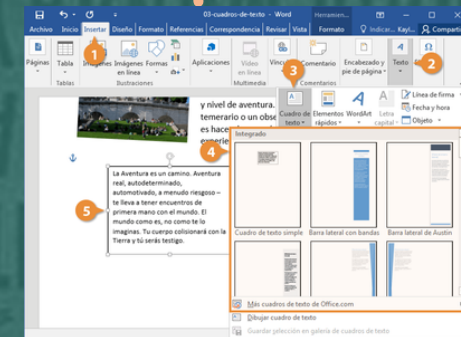 03-cuadros-de-texto - Word
Herramien...
Archivo Inicio Insertar Diseño Formato Referencias Correspondencia Revisar Vista Formato Indicar... Kayl... Comparti
1
2
3
Páginas
Tabla
Imágenes
Imágenes en línea
Formas
Aplicaciones
Vídeo en línea
Comentario
Encabezado y pie de página
Texto
Tablas
Ilustraciones
Multimedia
Comentarios
Cuadro de texto
Elementos rápidos
WordArt
Letra capital
Línea de firma
Fecha y hora
Objeto
y nivel de aventura.
temerario o un obse
es hace
experie
4
Integrado
Cuadro de texto simple
Barra lateral con bandas
Barra lateral de Austin
5
La Aventura es un camino. Aventura
real, autodeterminado,
automotivado, a menudo riesgoso –
te lleva a tener encuentros de
primera mano con el mundo. El
mundo como es, no como te lo
imaginas. Tu cuerpo colisionará con la
Tierra y tú serás testigo.
Más cuadros de texto de Office.com
Dibujar cuadro de texto
Guardar selección en galería de cuadros de texto